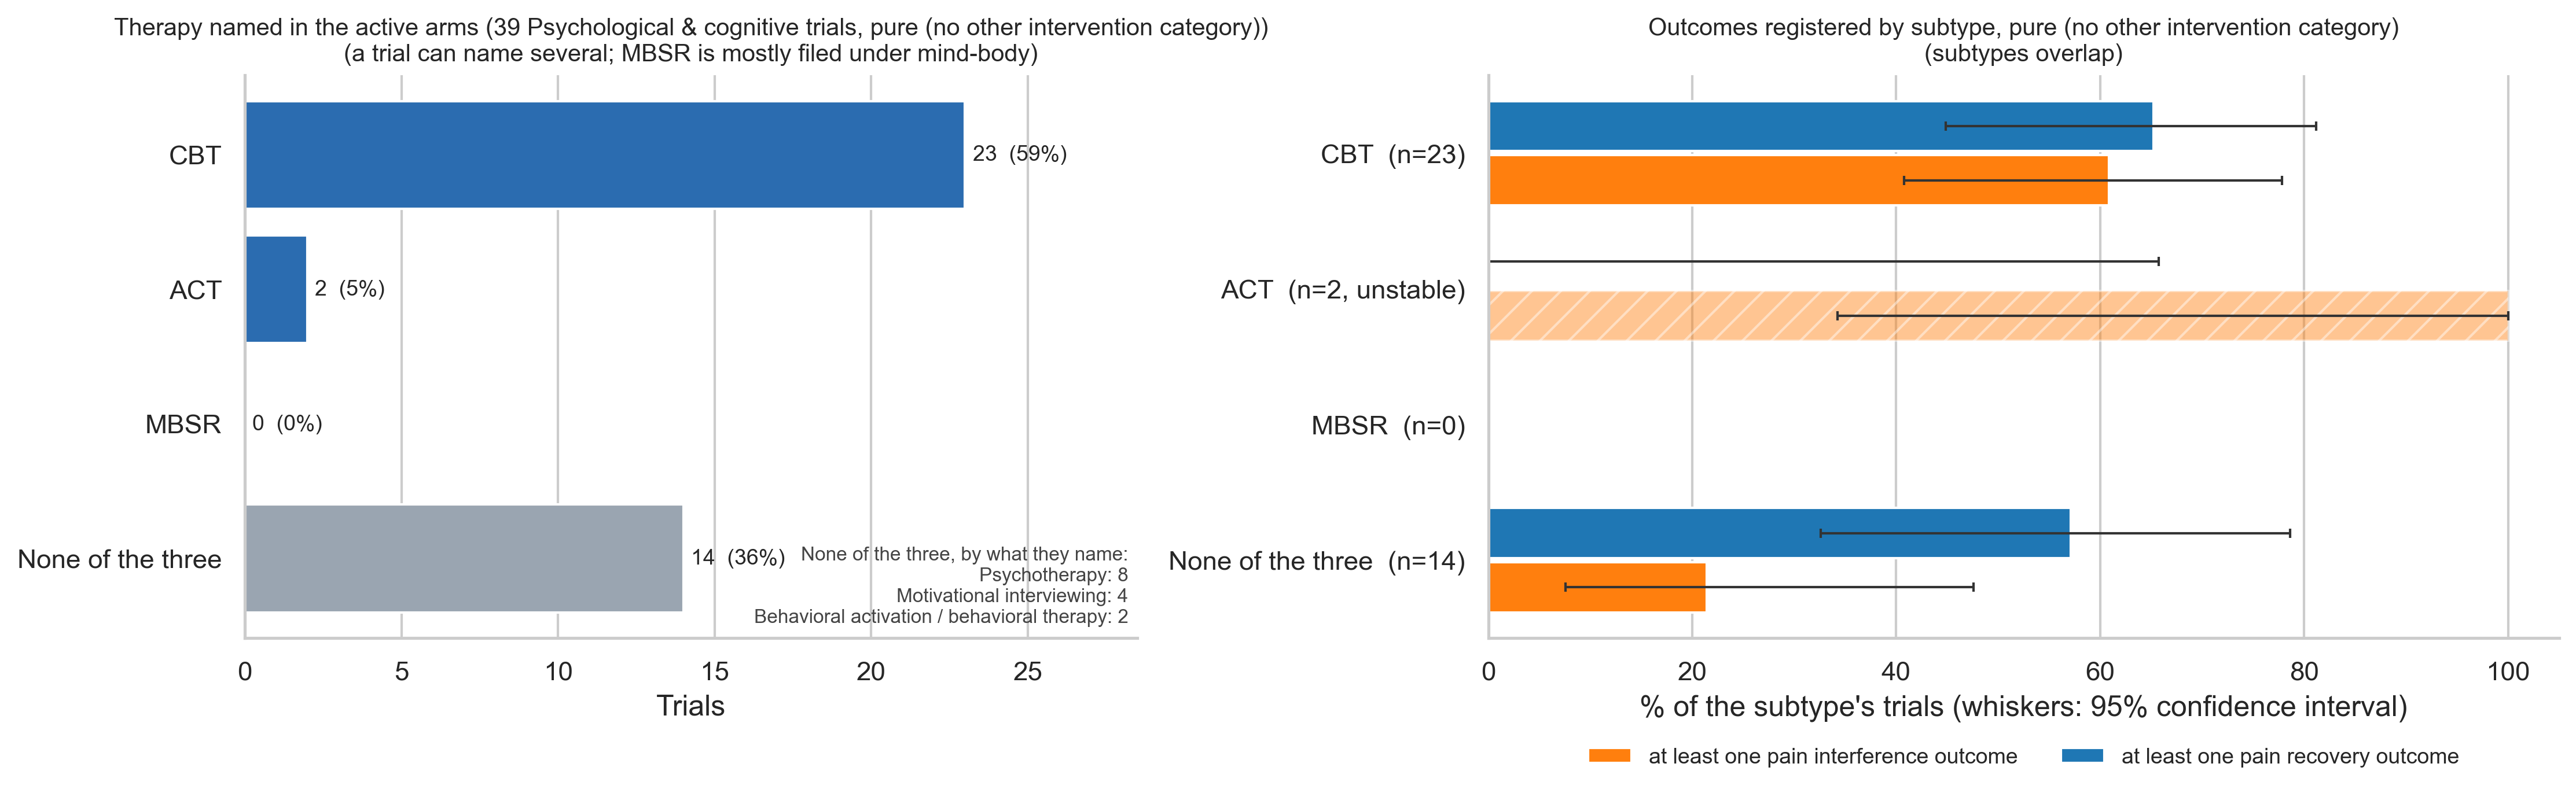 Therapy named in the active arms (39 Psychological & cognitive trials, pure (no other intervention category))
(a trial can name several; MBSR is mostly filed under mind-body)
CBT
23 (59%)
ACT
2 (5%)
MBSR
0 (0%)
None of the three
14 (36%)
None of the three, by what they name:
Psychotherapy: 8
Motivational interviewing: 4
Behavioral activation / behavioral therapy: 2
0 5 10 15 20 25
Trials
Outcomes registered by subtype, pure (no other intervention category)
(subtypes overlap)
CBT (n=23)
ACT (n=2, unstable)
MBSR (n=0)
None of the three (n=14)
0 20 40 60 80 100
% of the subtype's trials (whiskers: 95% confidence interval)
at least one pain interference outcome
at least one pain recovery outcome